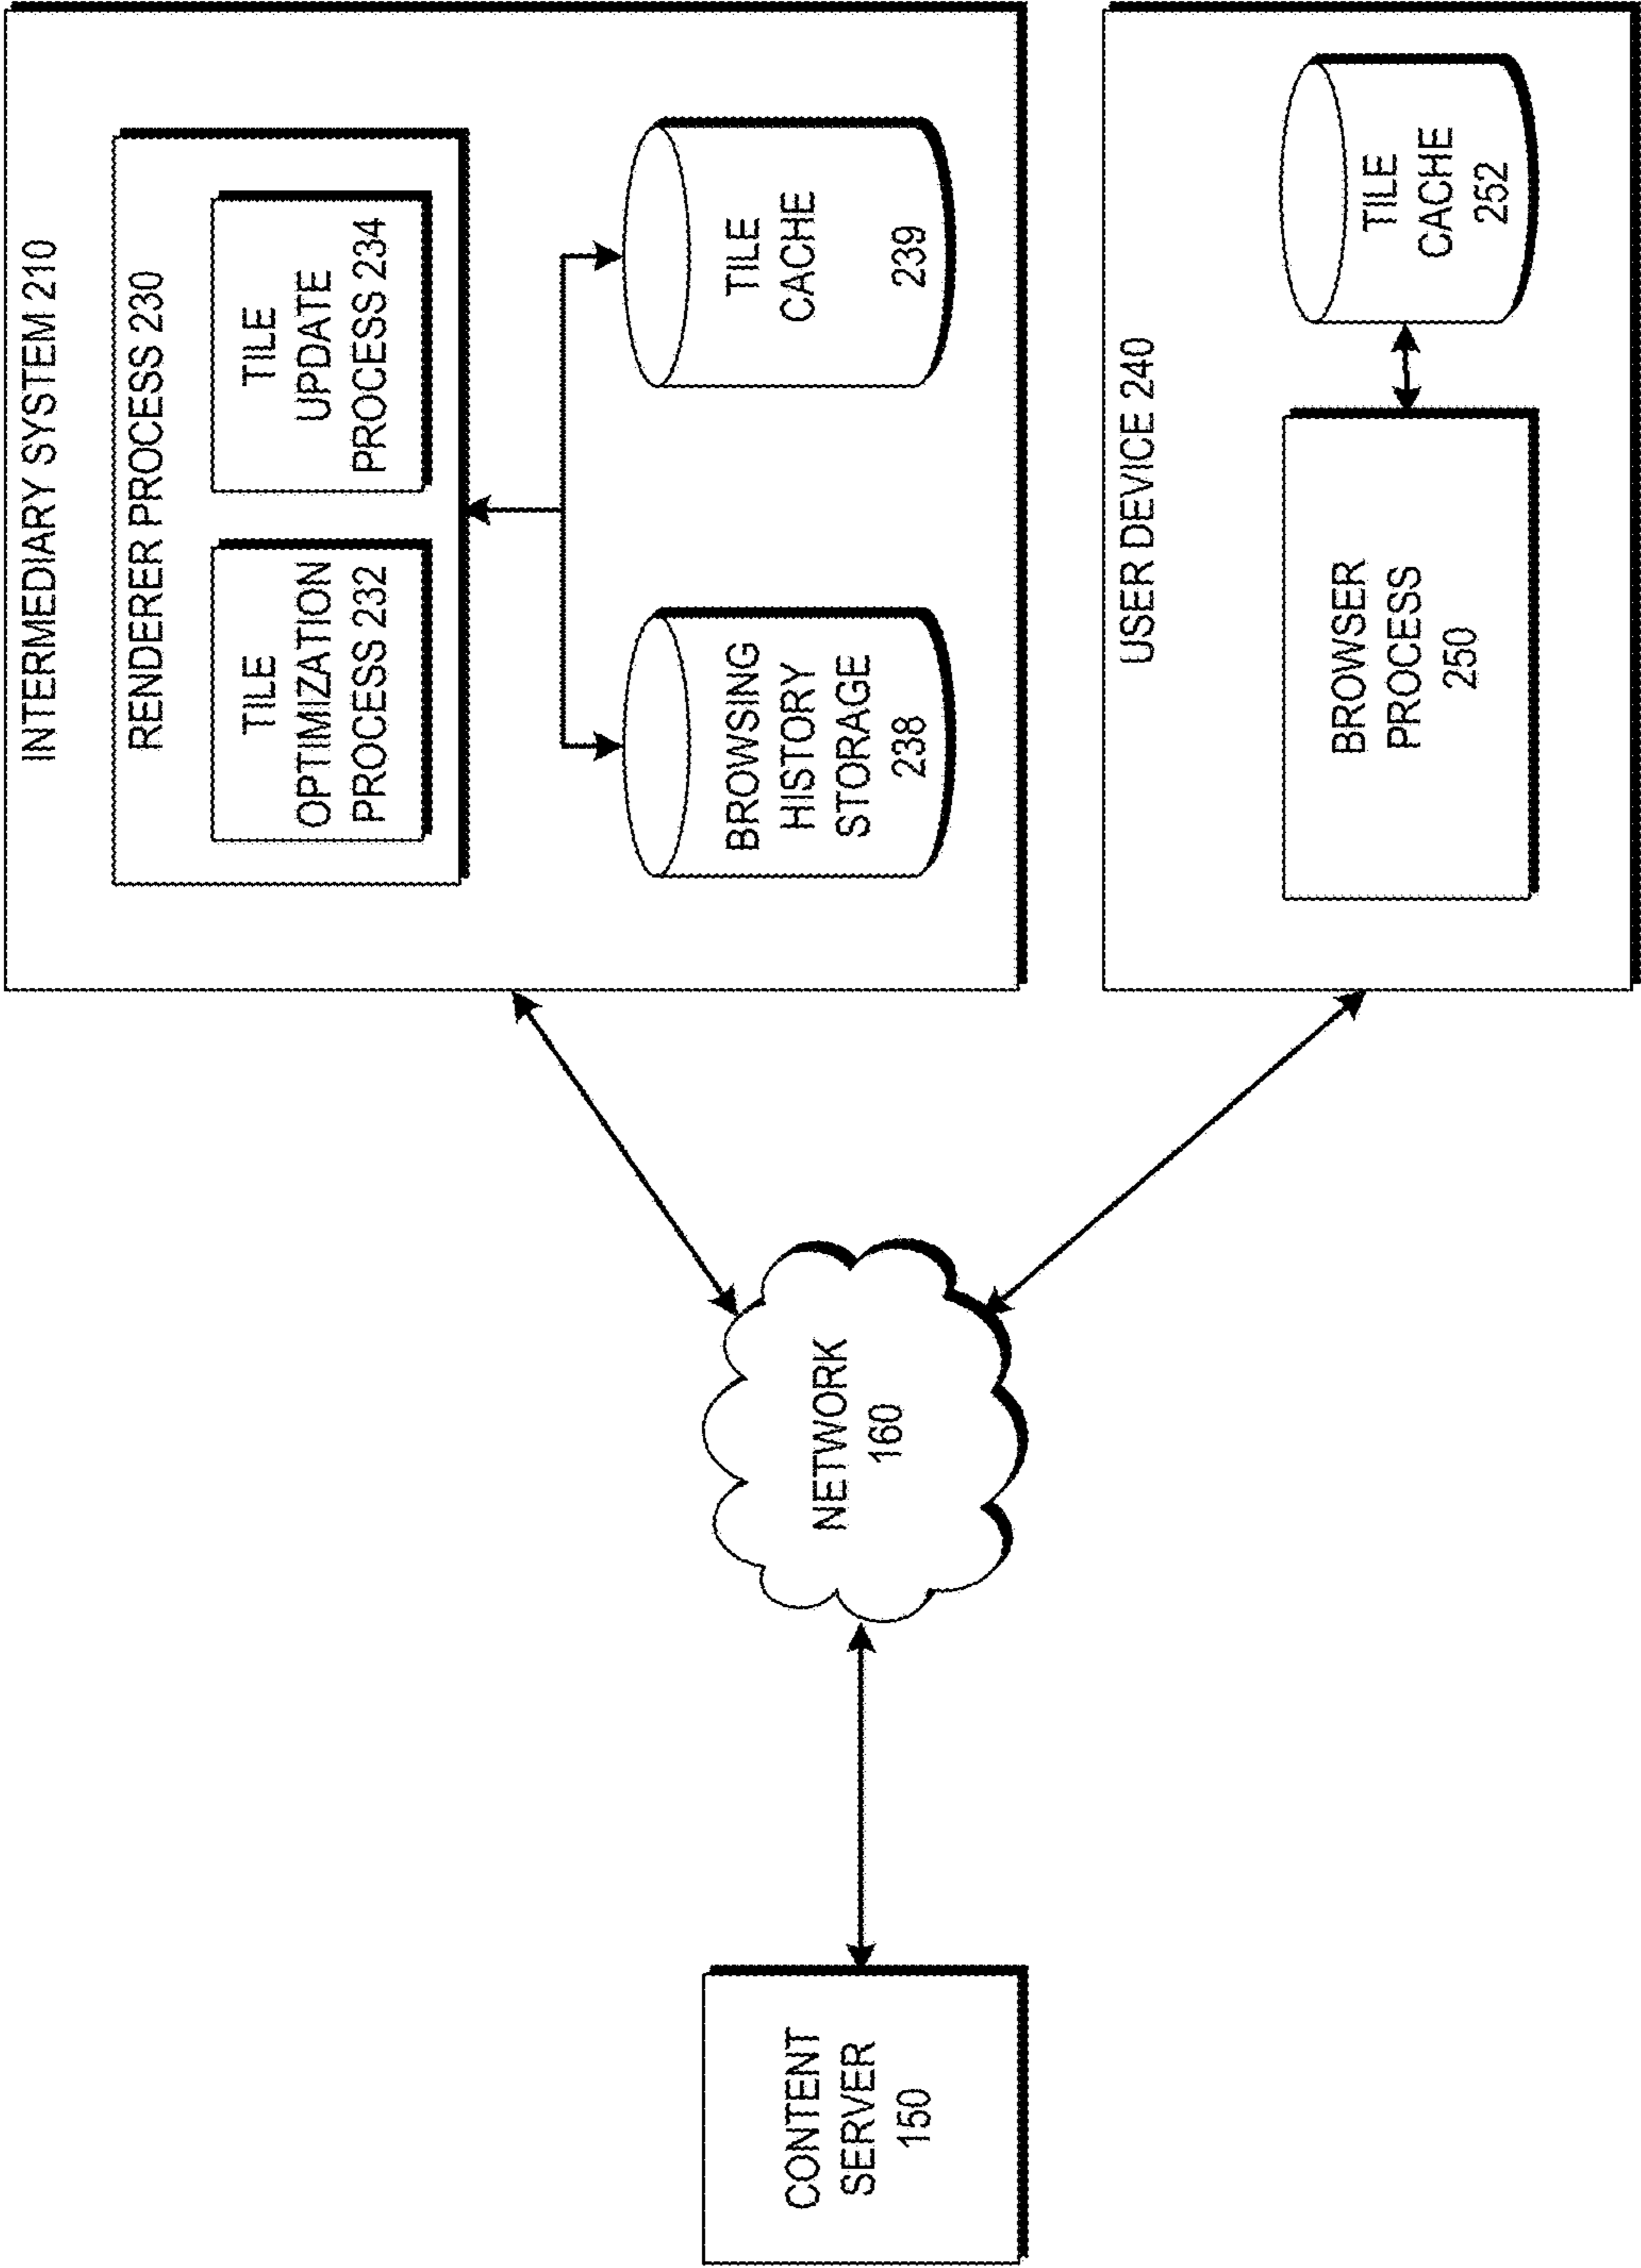 INTERMEDIARY SYSTEM 210
RENDERER PROCESS 230
TILE
OPTIMIZATION
PROCESS 232
TILE
UPDATE
PROCESS 234
BROWSING
HISTORY
STORAGE
238
TILE
CACHE
239
CONTENT
SERVER
150
NETWORK
160
USER DEVICE 240
BROWSER
PROCESS
250
TILE
CACHE
252